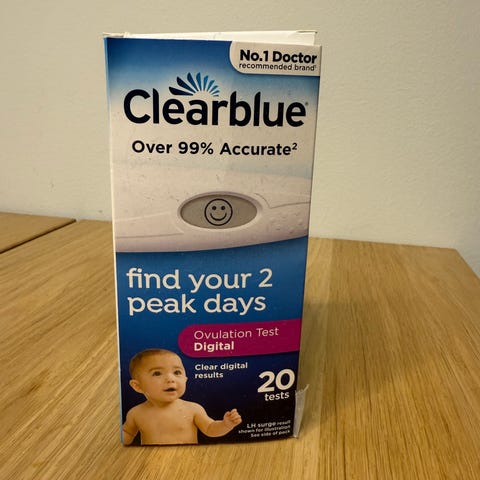 No.1 Doctor
recommended brand¹
Clearblue®
Over 99% Accurate²
find your 2
peak days
Ovulation Test
Digital
Clear digital
results
20
tests
LH surge result
shown for illustration
See side of pack